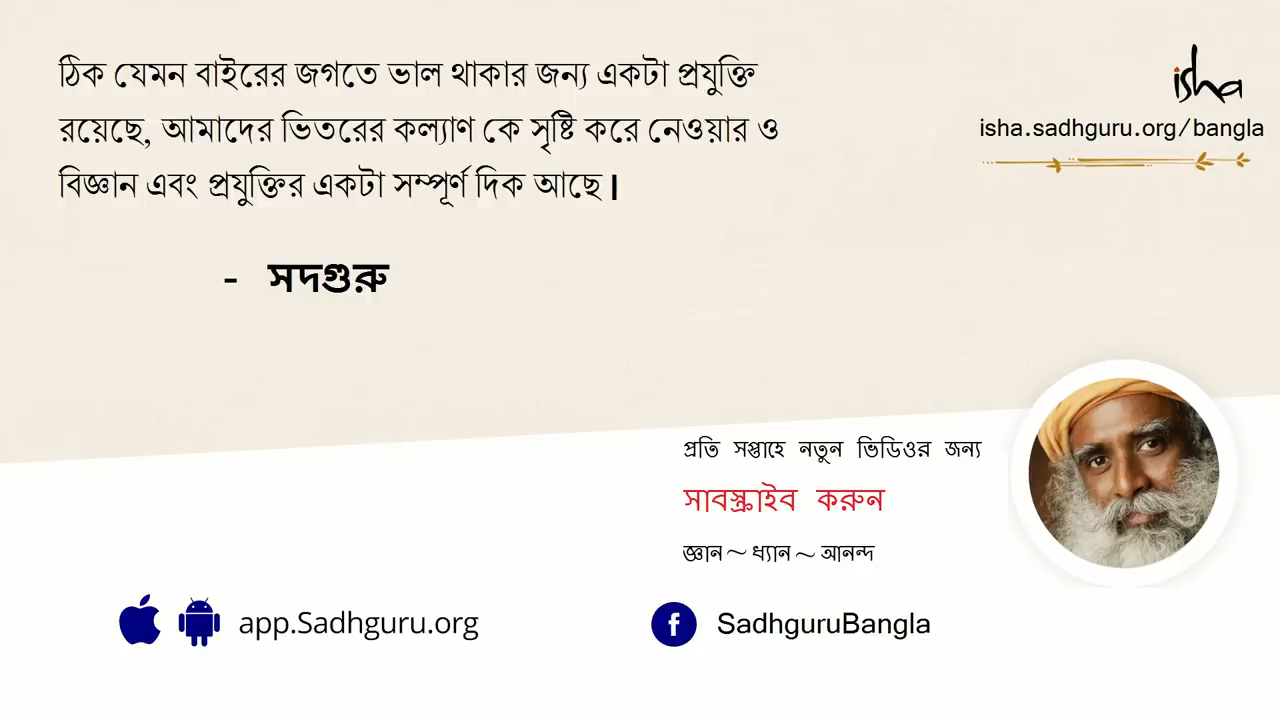 ঠিক যেমন বাইরের জগতে ভাল থাকার জন্য একটা প্রযুক্তি
রয়েছে, আমাদের ভিতরের কল্যাণ কে সৃষ্টি করে নেওয়ার ও
বিজ্ঞান এবং প্রযুক্তির একটা সম্পূর্ণ দিক আছে।
- সদগুরু
isha
isha.sadhguru.org/bangla
প্রতি সপ্তাহে নতুন ভিডিওর জন্য
সাবস্ক্রাইব করুন
জ্ঞান ~ ধ্যান ~ আনন্দ
app.Sadhguru.org
f SadhguruBangla